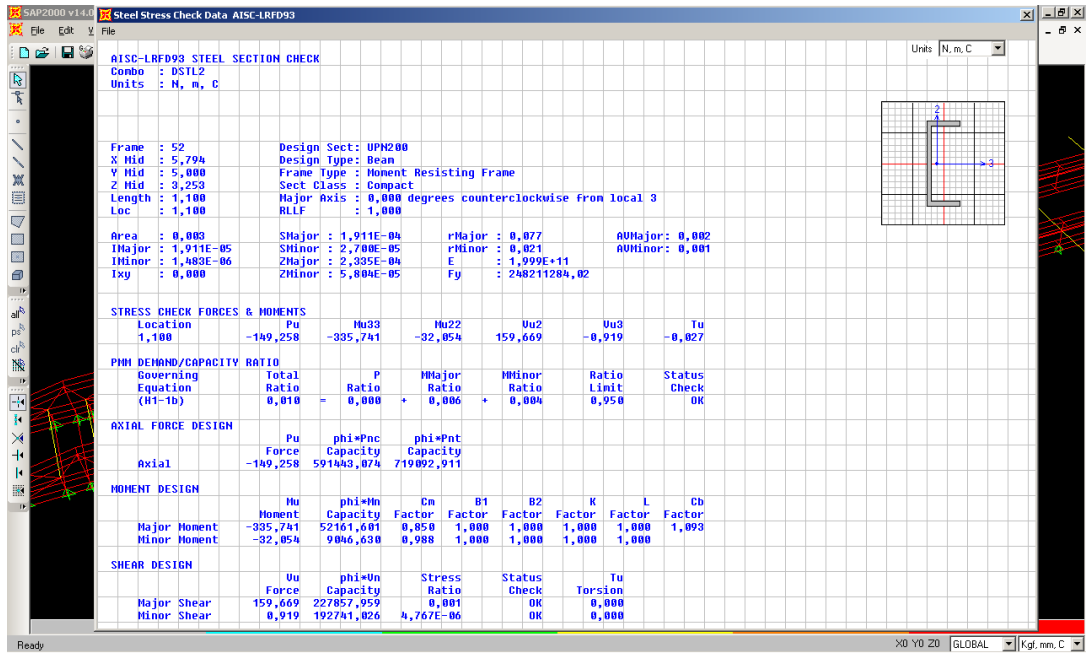 SAP2000 v14.0
Steel Stress Check Data AISC-LRFD93
File Edit V
File
Units N, m, C
AISC-LRFD93 STEEL SECTION CHECK
Combo : DSTL2
Units : N, m, C
2
3
Frame : 52 Design Sect: UPN200
X Mid : 5,794 Design Type: Beam
Y Mid : 5,000 Frame Type : Moment Resisting Frame
Z Mid : 3,253 Sect Class : Compact
Length : 1,100 Major Axis : 0,000 degrees counterclockwise from local 3
Loc : 1,100 RLLF : 1,000
Area : 0,003 SMajor : 1,911E-04 rMajor : 0,077 AVMajor: 0,002
IMajor : 1,911E-05 SMinor : 2,700E-05 rMinor : 0,021 AVMinor: 0,001
IMinor : 1,483E-06 ZMajor : 2,335E-04 E : 1,999E+11
Ixy : 0,000 ZMinor : 5,804E-05 Fy : 248211284,02
STRESS CHECK FORCES & MOMENTS
Location Pu Mu33 Mu22 Vu2 Vu3 Tu
1,100 -149,258 -335,741 -32,054 159,669 -0,919 -0,027
PMM DEMAND/CAPACITY RATIO
Governing Total P MMajor MMinor Ratio Status
Equation Ratio Ratio Ratio Ratio Limit Check
(H1-1b) 0,010 = 0,000 + 0,006 + 0,004 0,950 OK
AXIAL FORCE DESIGN
Pu phi*Pnc phi*Pnt
Force Capacity Capacity
Axial -149,258 591443,074 719092,911
MOMENT DESIGN
Mu phi*Mn Cm B1 B2 K L Cb
Moment Capacity Factor Factor Factor Factor Factor Factor
Major Moment -335,741 52161,601 0,850 1,000 1,000 1,000 1,000 1,093
Minor Moment -32,054 9046,630 0,988 1,000 1,000 1,000 1,000
SHEAR DESIGN
Vu phi*Vn Stress Status Tu
Force Capacity Ratio Check Torsion
Major Shear 159,669 227857,959 0,001 OK 0,000
Minor Shear 0,919 192741,026 4,767E-06 OK 0,000
all
ps
clr
Ready
X0 Y0 Z0 GLOBAL Kgf, mm, C